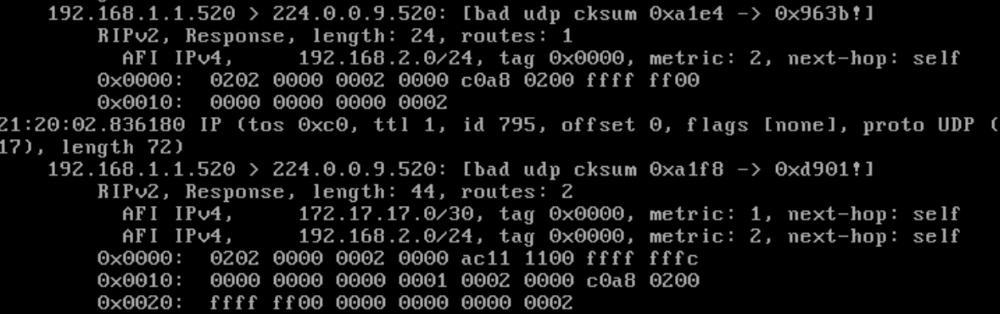 192.168.1.1.520 > 224.0.0.9.520: [bad udp cksum 0xa1e4 -> 0x963b!]
RIPv2, Response, length: 24, routes: 1
AFI IPv4, 192.168.2.0/24, tag 0x0000, metric: 2, next-hop: self
0x0000: 0202 0000 0002 0000 c0a8 0200 ffff ff00
0x0010: 0000 0000 0000 0002
21:20:02.836180 IP (tos 0xc0, ttl 1, id 795, offset 0, flags [none], proto UDP (
17), length 72)
192.168.1.1.520 > 224.0.0.9.520: [bad udp cksum 0xa1f8 -> 0xd901!]
RIPv2, Response, length: 44, routes: 2
AFI IPv4, 172.17.17.0/30, tag 0x0000, metric: 1, next-hop: self
AFI IPv4, 192.168.2.0/24, tag 0x0000, metric: 2, next-hop: self
0x0000: 0202 0000 0002 0000 ac11 1100 ffff fffc
0x0010: 0000 0000 0000 0001 0002 0000 c0a8 0200
0x0020: ffff ff00 0000 0000 0000 0002